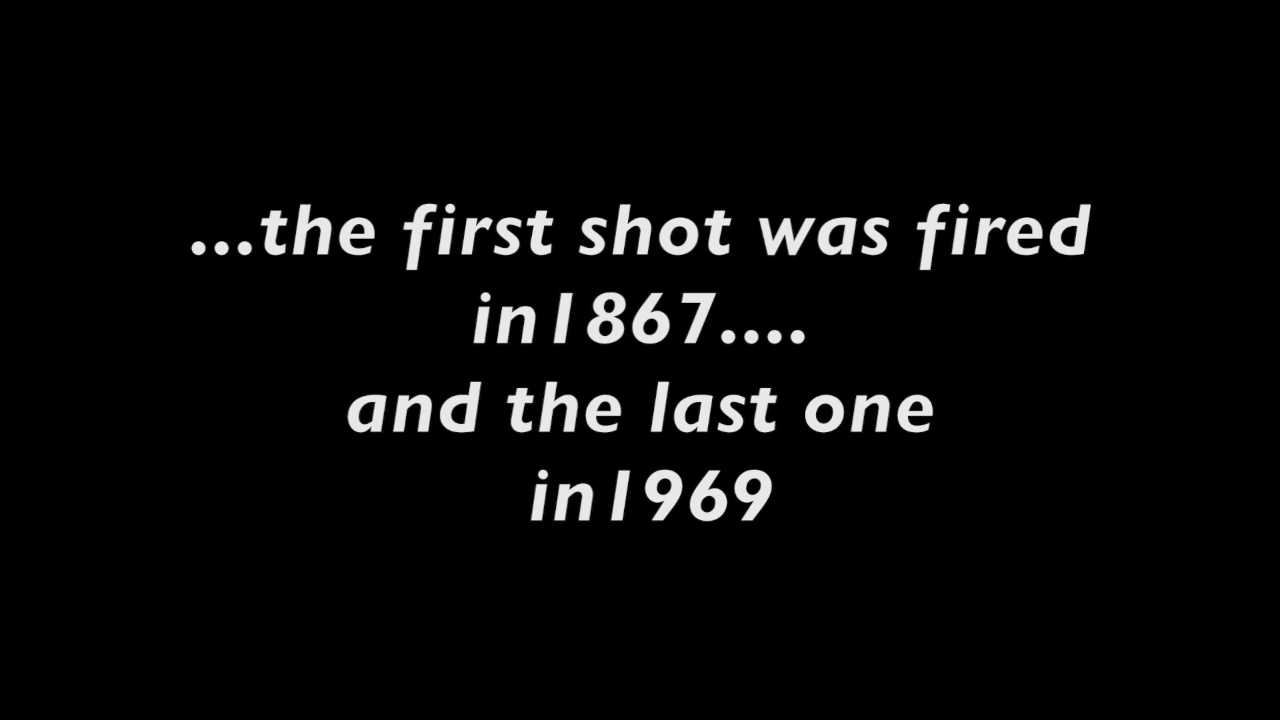 ...the first shot was fired
in1867....
and the last one
in1969